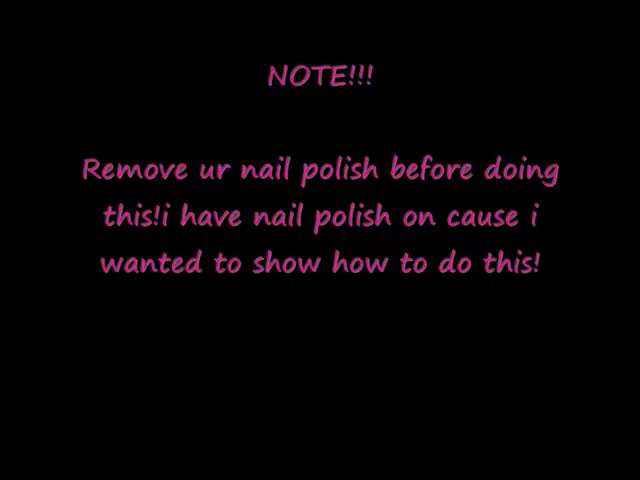 NOTE!!!
Remove ur nail polish before doing
this!i have nail polish on cause i
wanted to show how to do this!